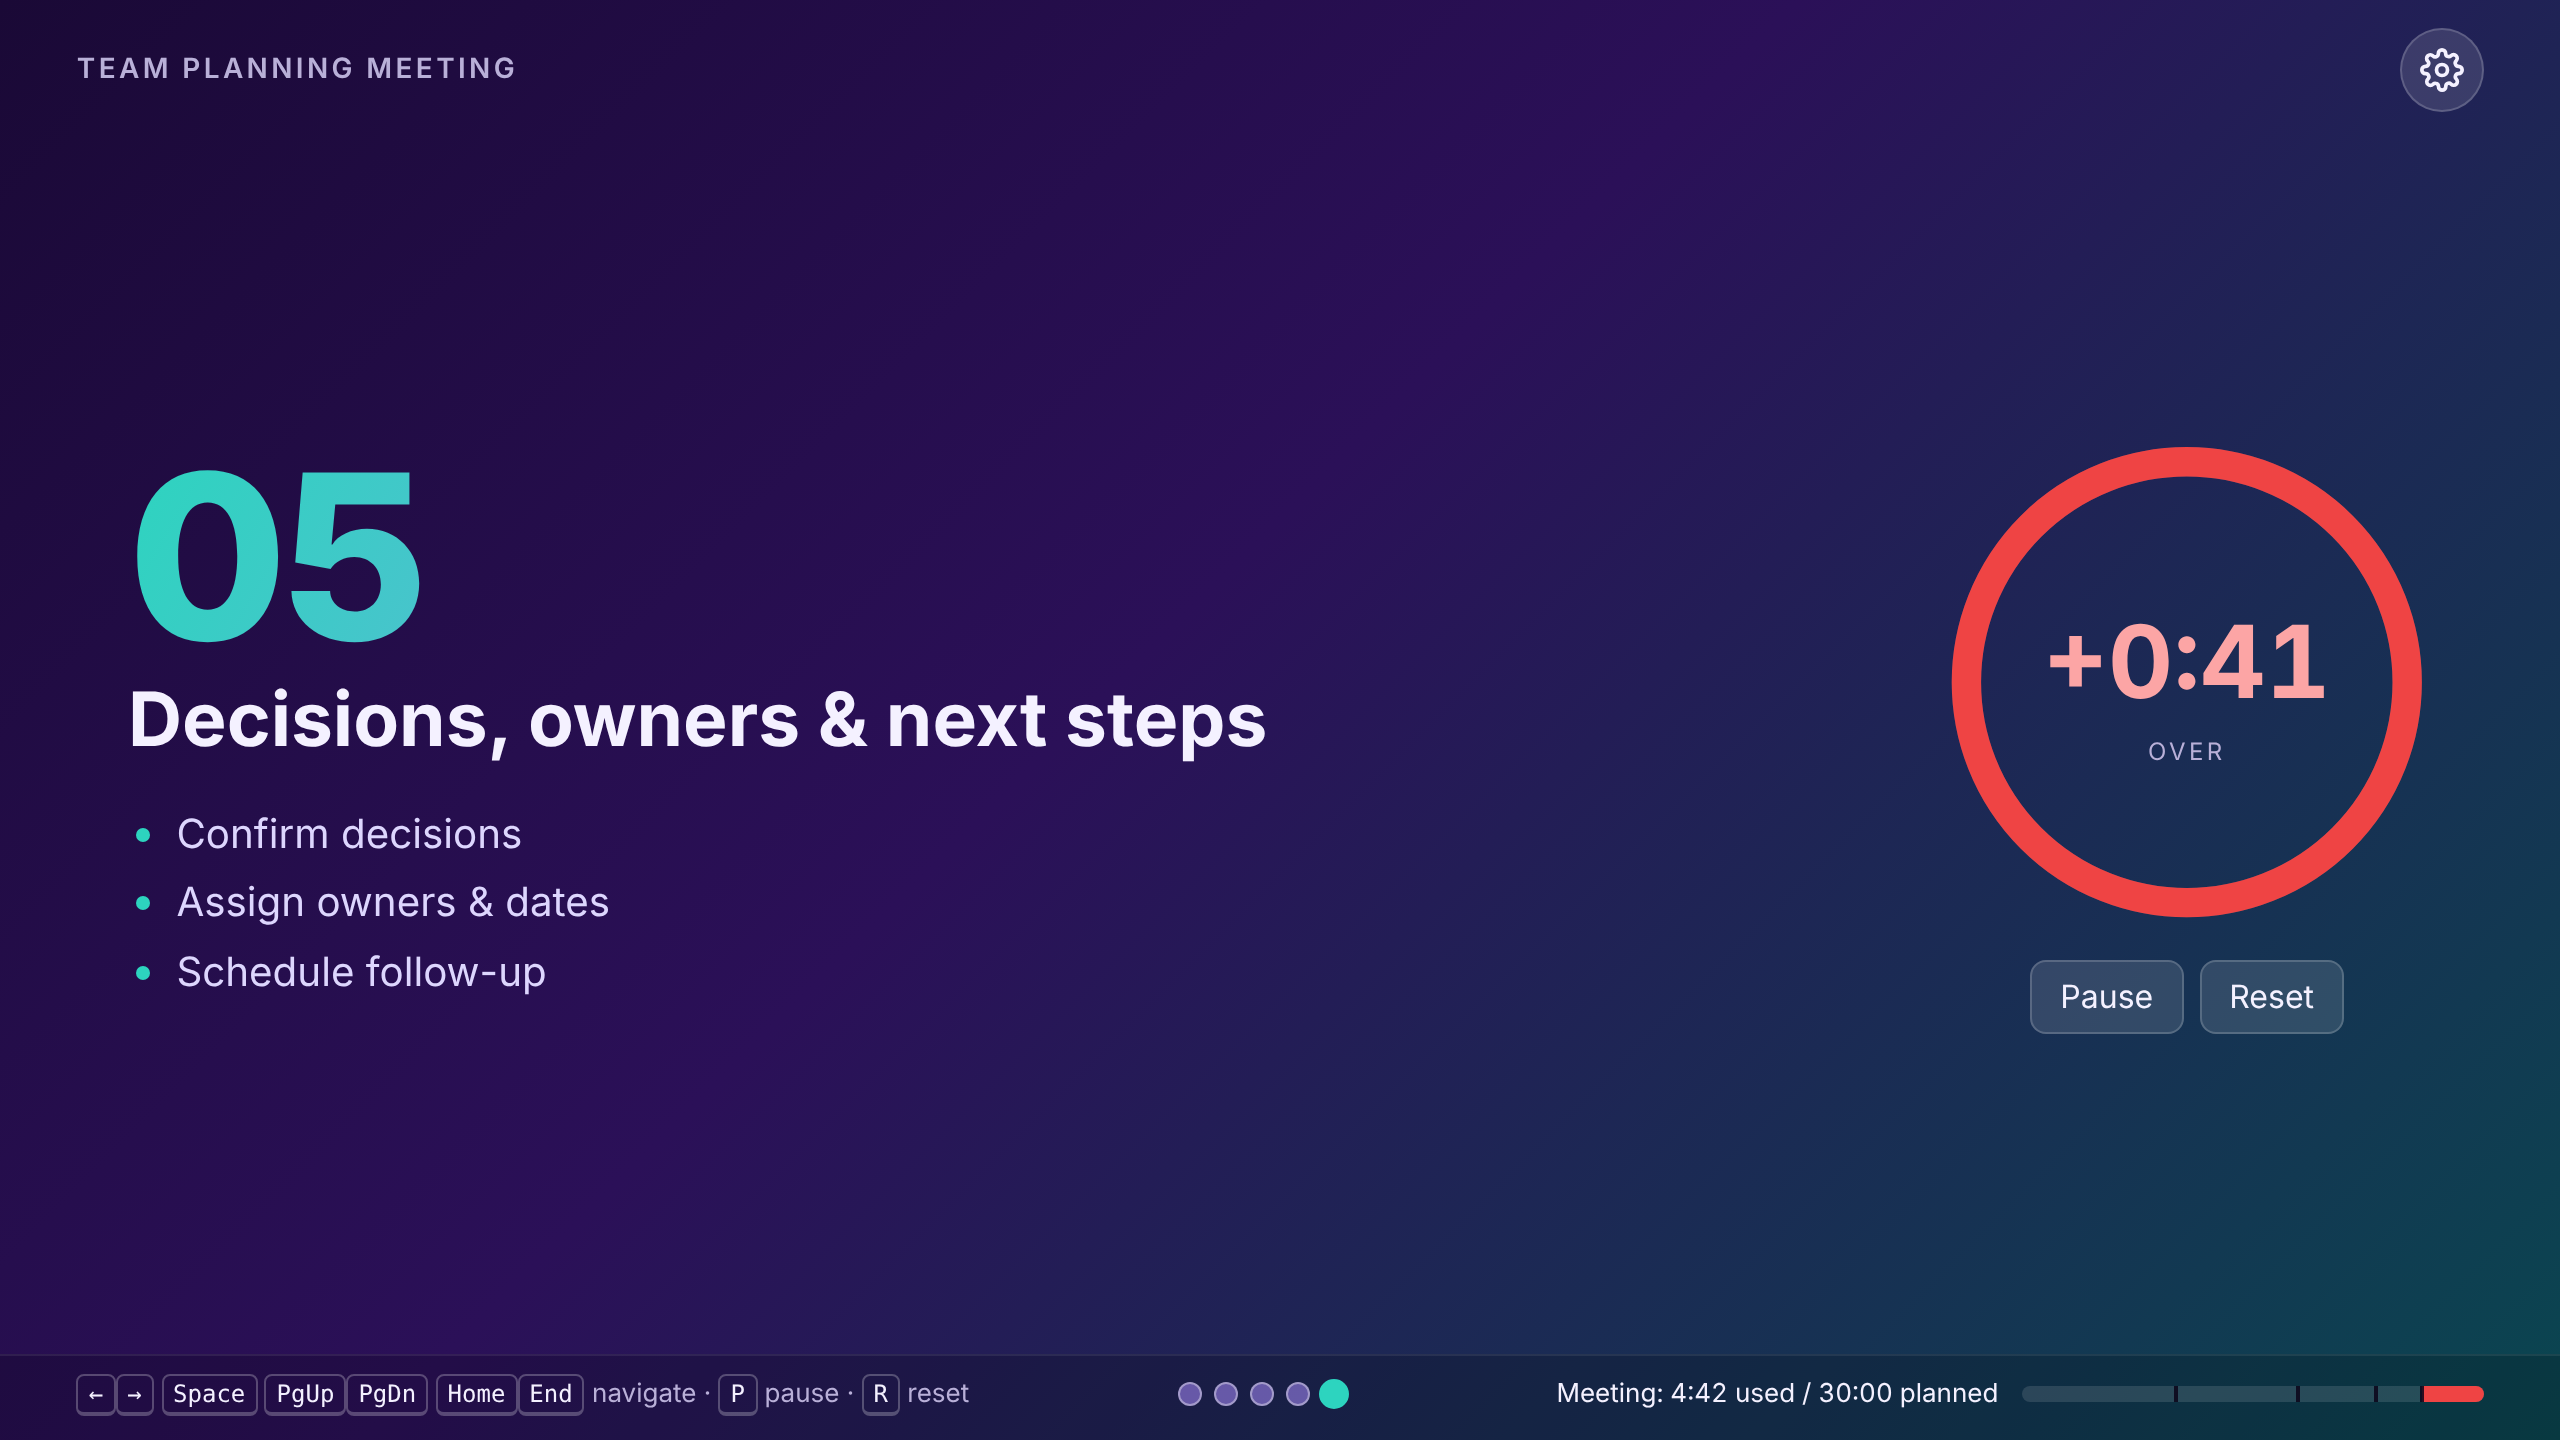 TEAM PLANNING MEETING
05
Decisions, owners & next steps
Confirm decisions
Assign owners & dates
Schedule follow-up
+0:41
OVER
Pause Reset
← → Space PgUp PgDn Home End navigate · P pause · R reset
Meeting: 4:42 used / 30:00 planned